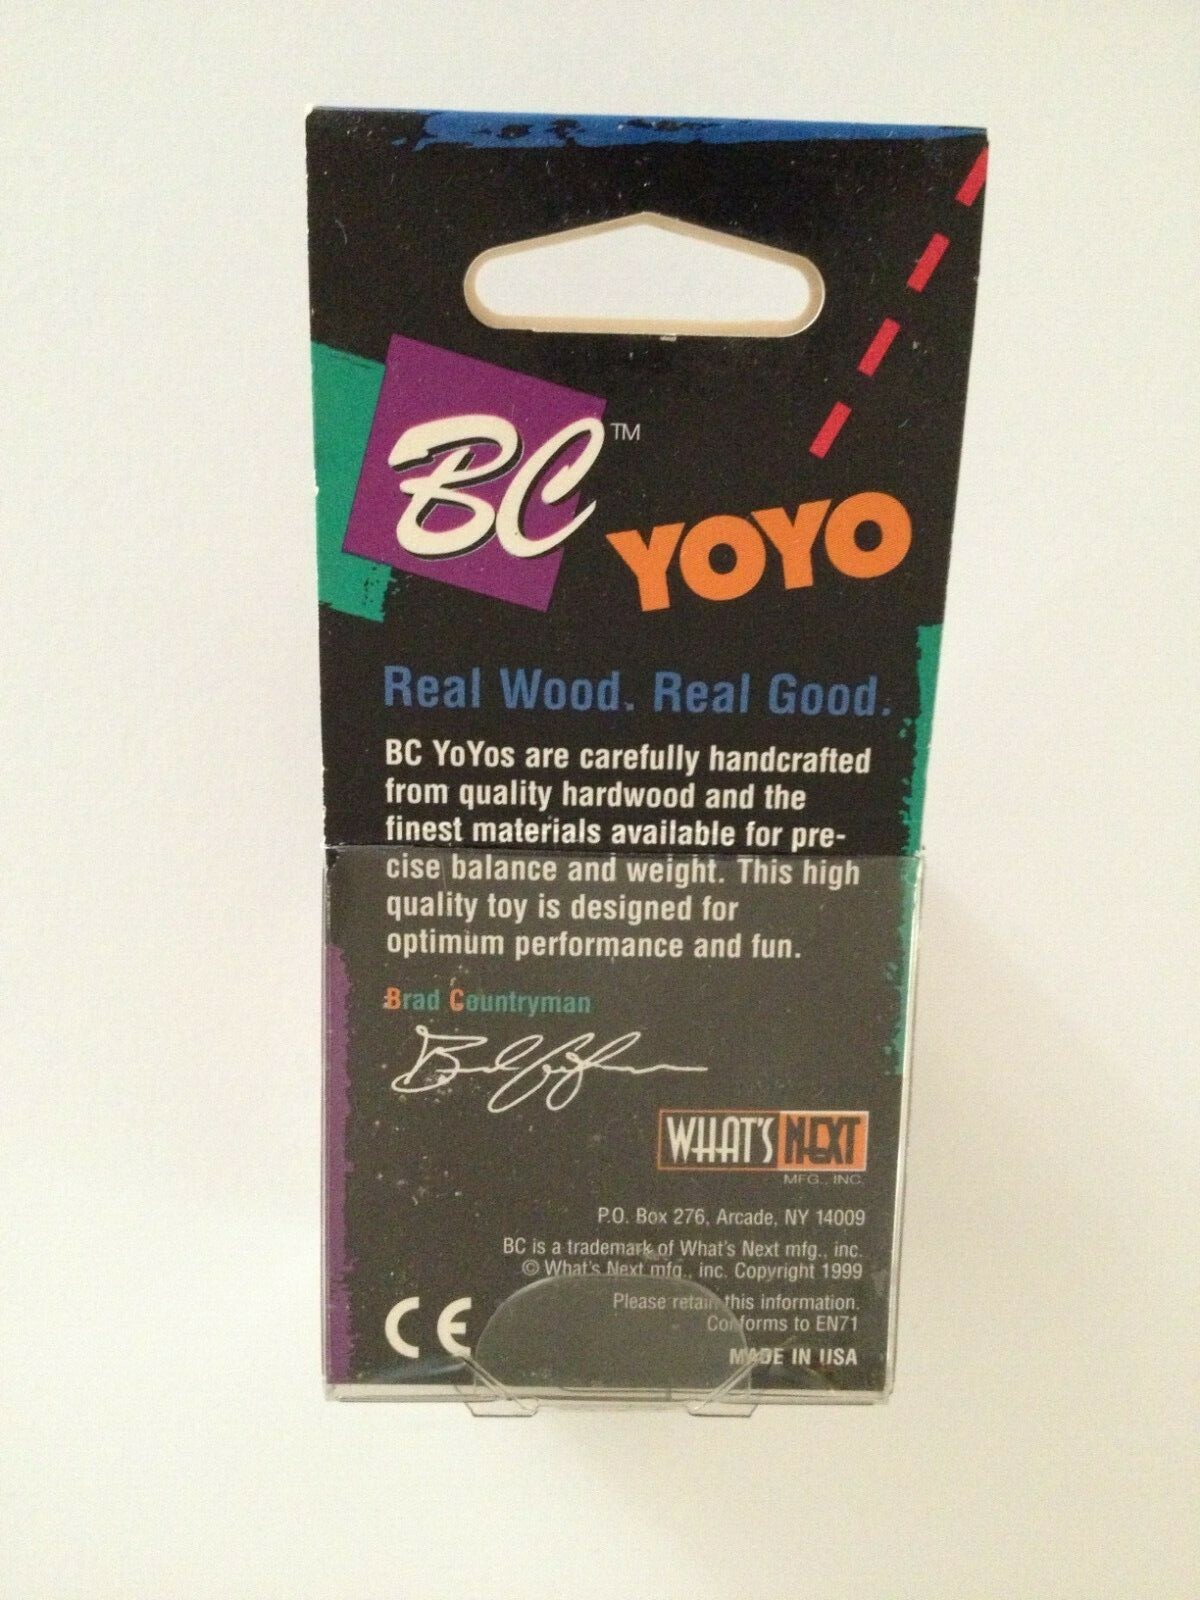 BC™
YOYO
Real Wood. Real Good.
BC YoYos are carefully handcrafted
from quality hardwood and the
finest materials available for pre-
cise balance and weight. This high
quality toy is designed for
optimum performance and fun.
Brad Countryman
WHAT'S NEXT
MFG., INC.
P.O. Box 276, Arcade, NY 14009
BC is a trademark of What's Next mfg., inc.
© What's Next mfg., inc. Copyright 1999
Please retain this information.
Conforms to EN71
CE
MADE IN USA